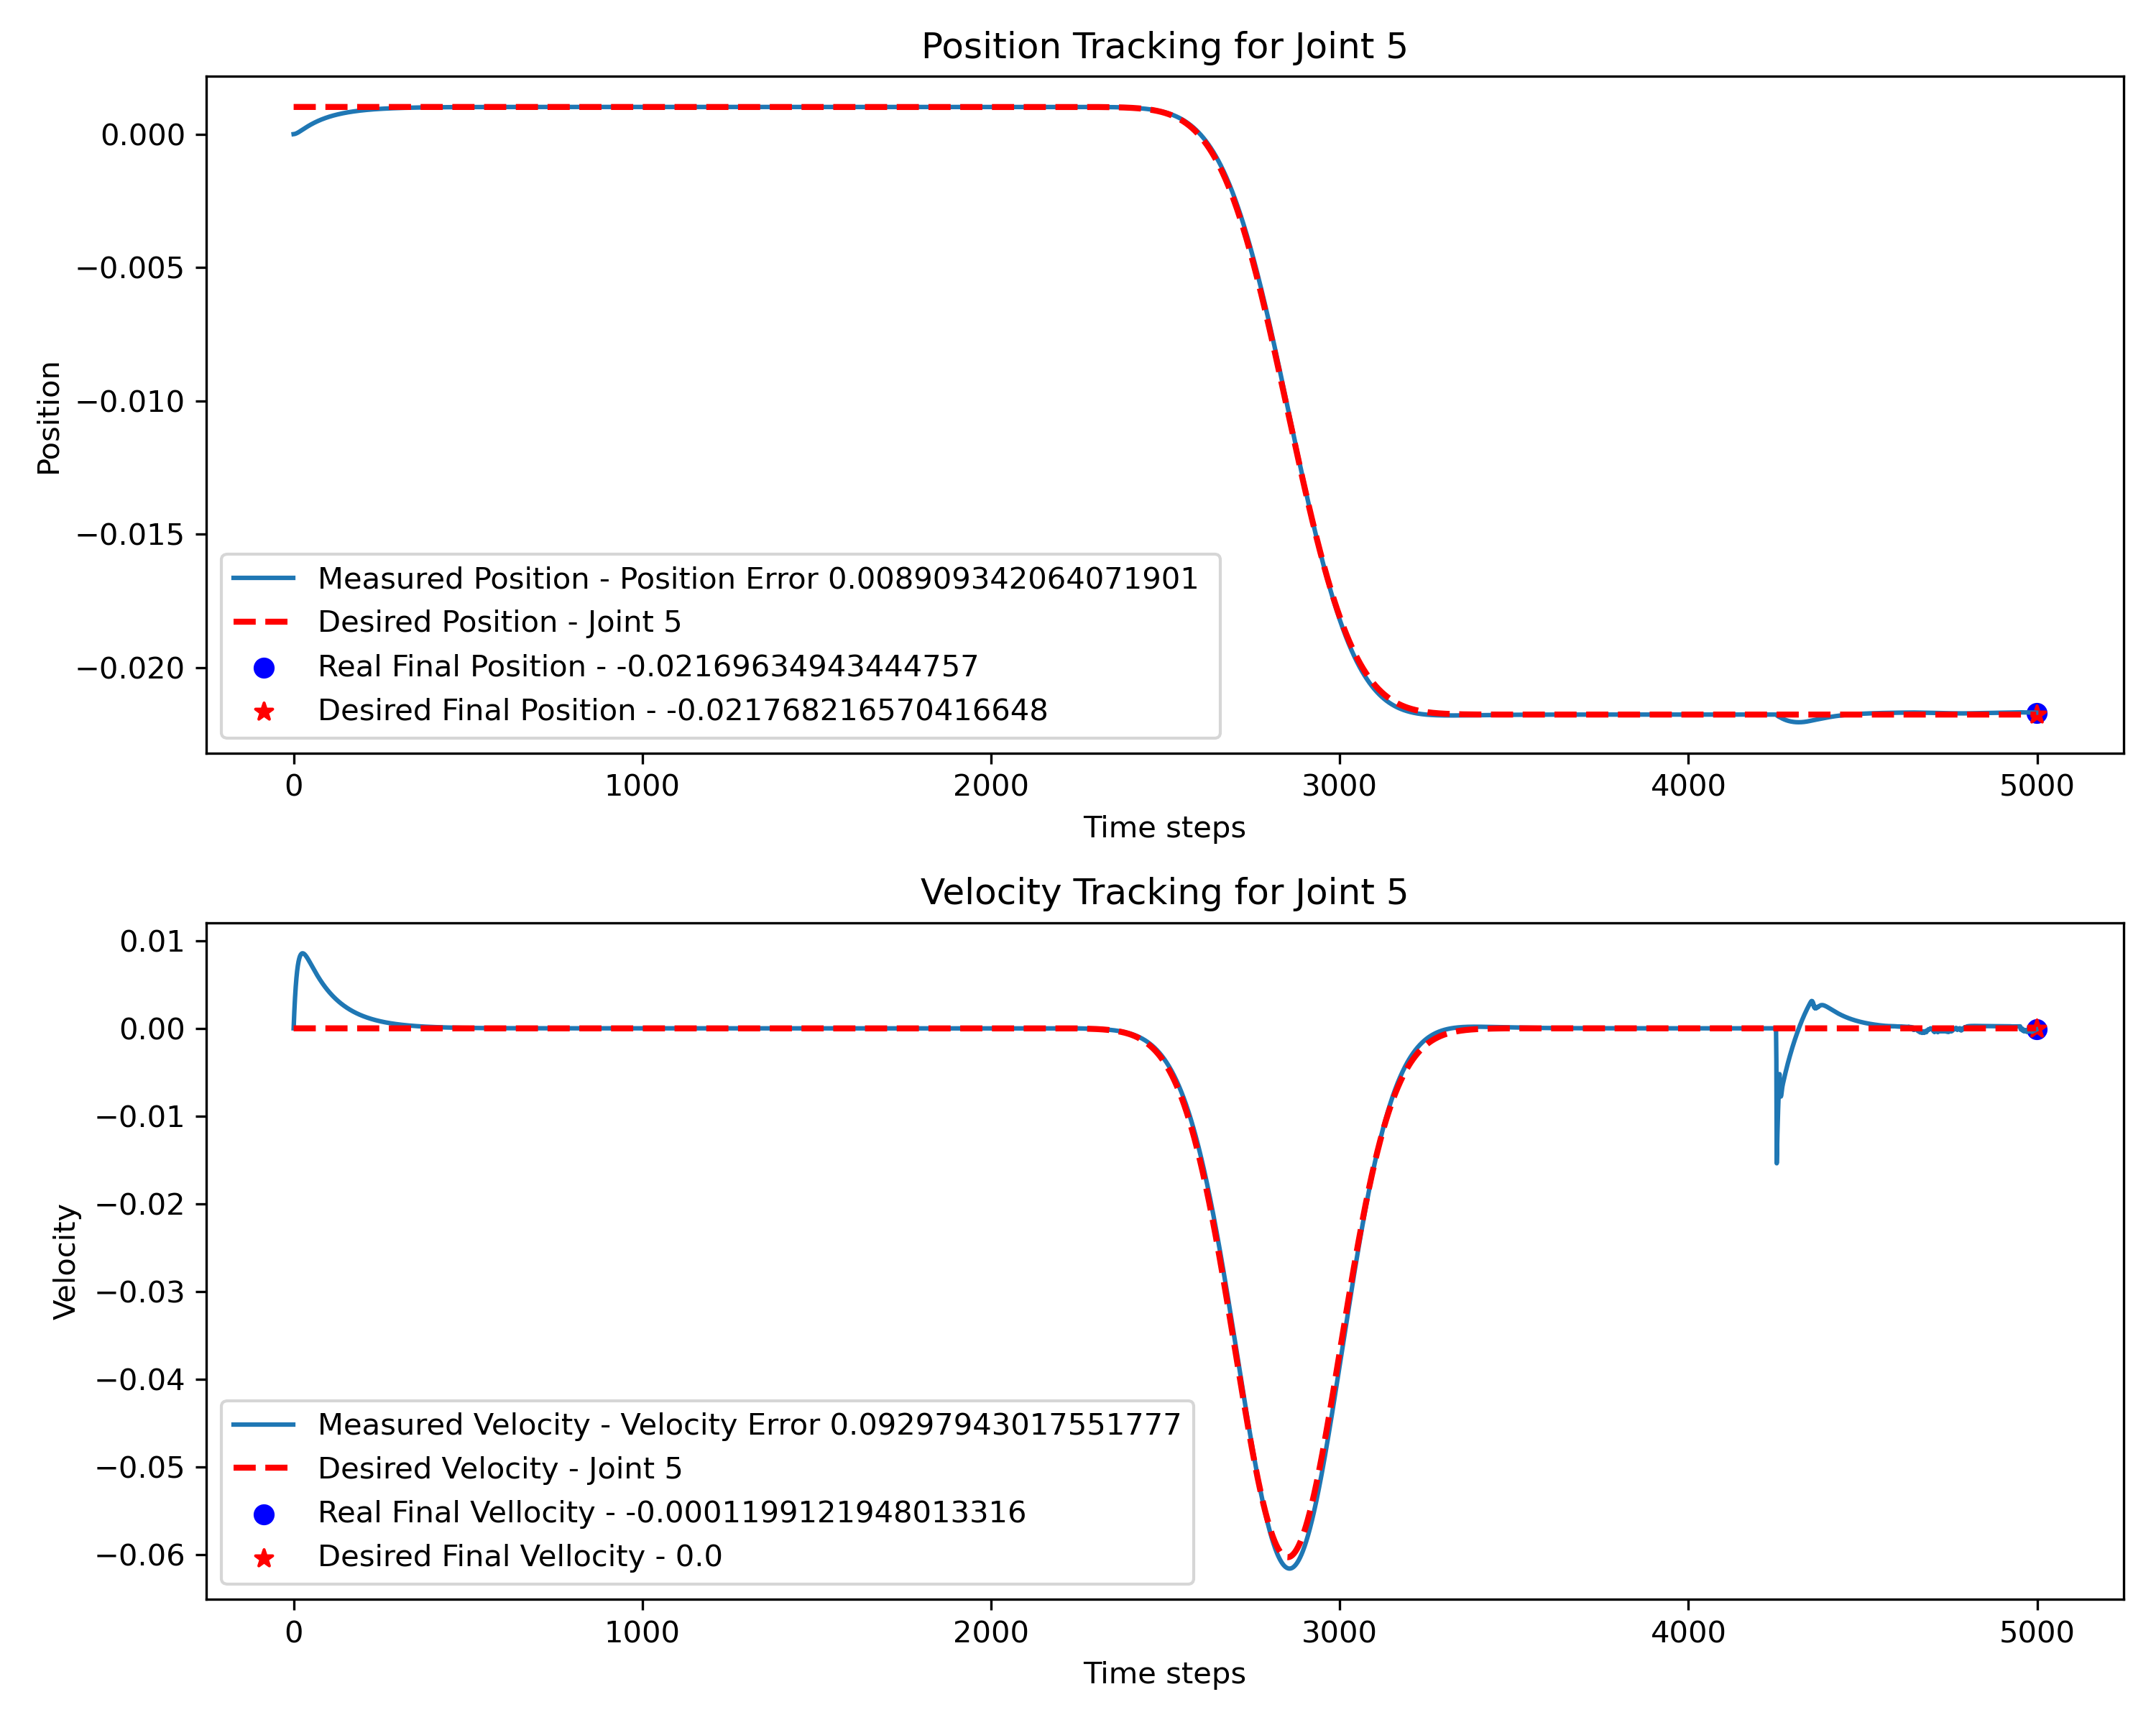 Position Tracking for Joint 5
0.000
−0.005
−0.010
−0.015
−0.020
Position
Measured Position - Position Error 0.008909342064071901
Desired Position - Joint 5
Real Final Position - -0.02169634943444757
Desired Final Position - -0.021768216570416648
0 1000 2000 3000 4000 5000
Time steps
Velocity Tracking for Joint 5
0.01
0.00
−0.01
−0.02
−0.03
−0.04
−0.05
−0.06
Velocity
Measured Velocity - Velocity Error 0.09297943017551777
Desired Velocity - Joint 5
Real Final Vellocity - -0.0001199121948013316
Desired Final Vellocity - 0.0
0 1000 2000 3000 4000 5000
Time steps